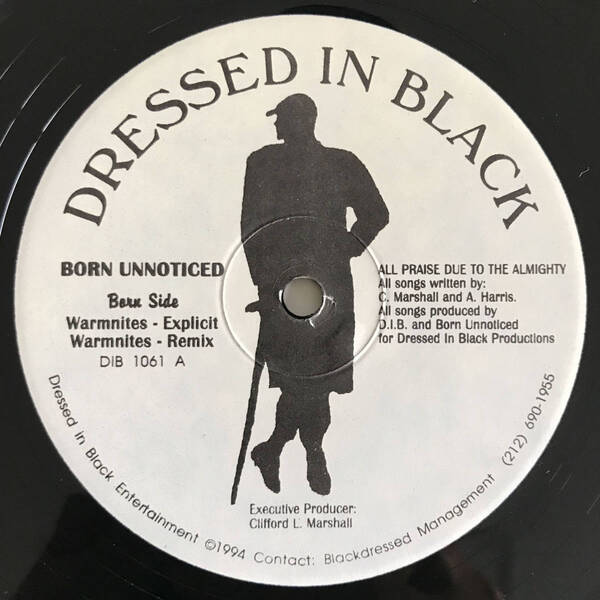 DRESSED IN BLACK
BORN UNNOTICED
Born Side
Warmnites - Explicit
Warmnites - Remix
DIB 1061 A
ALL PRAISE DUE TO THE ALMIGHTY
All songs written by:
C. Marshall and A. Harris.
All songs produced by
D.I.B. and Born Unnoticed
for Dressed In Black Productions
Executive Producer:
Clifford L. Marshall
Dressed in Black Entertainment ©1994 Contact: Blackdressed Management (212) 690-1955